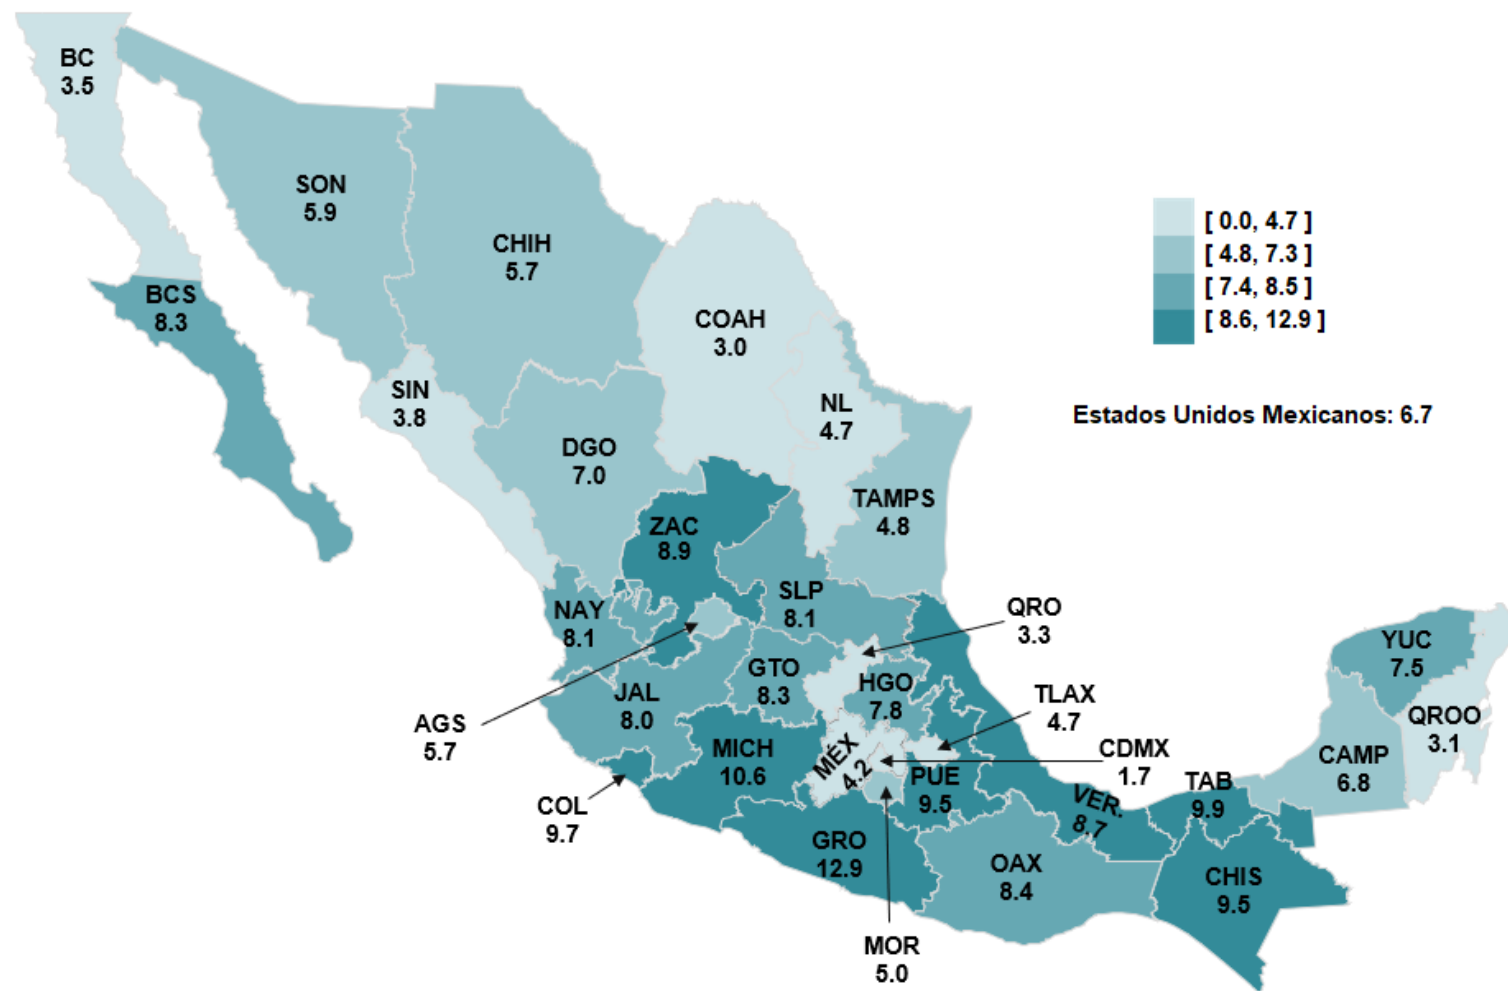 BC
3.5
SON
5.9
CHIH
5.7
BCS
8.3
COAH
3.0
SIN
3.8
NL
4.7
DGO
7.0
TAMPS
4.8
ZAC
8.9
[ 0.0, 4.7 ]
[ 4.8, 7.3 ]
[ 7.4, 8.5 ]
[ 8.6, 12.9 ]
Estados Unidos Mexicanos: 6.7
NAY
8.1
SLP
8.1
QRO
3.3
YUC
7.5
GTO
8.3
HGO
7.8
JAL
8.0
TLAX
4.7
AGS
5.7
QROO
3.1
MICH
10.6
MÉX
4.2
CDMX
1.7
CAMP
6.8
PUE
9.5
TAB
9.9
VER.
8.7
COL
9.7
GRO
12.9
OAX
8.4
CHIS
9.5
MOR
5.0